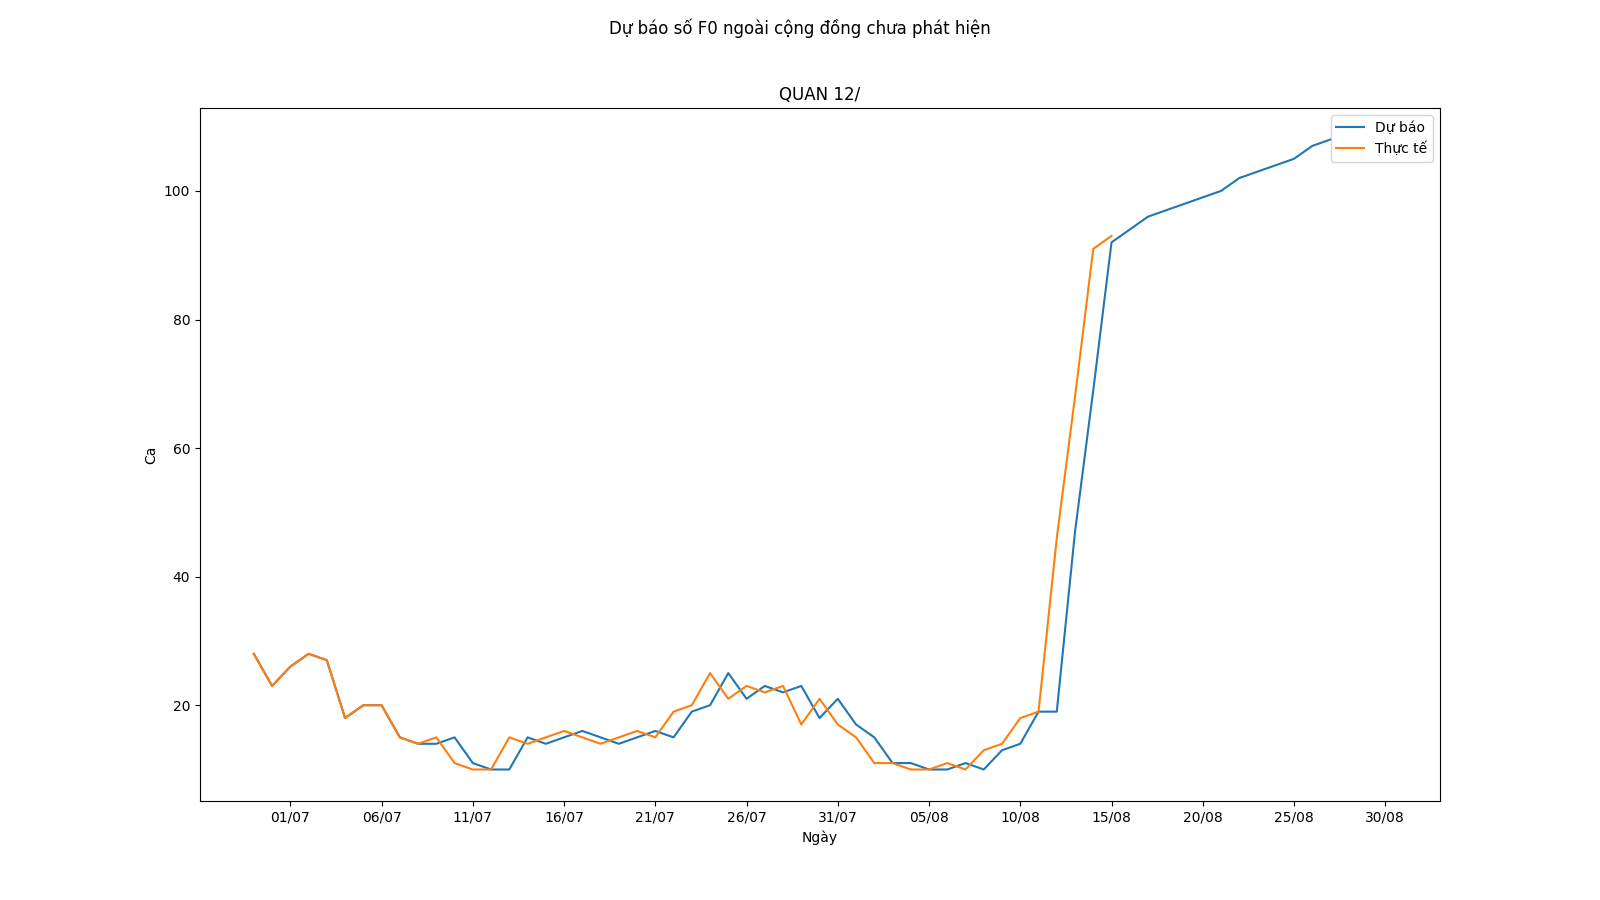 Dự báo số F0 ngoài cộng đồng chưa phát hiện
QUAN 12/
Dự báo
Thực tế
100
80
60
40
20
Ca
01/07 06/07 11/07 16/07 21/07 26/07 31/07 05/08 10/08 15/08 20/08 25/08 30/08
Ngày